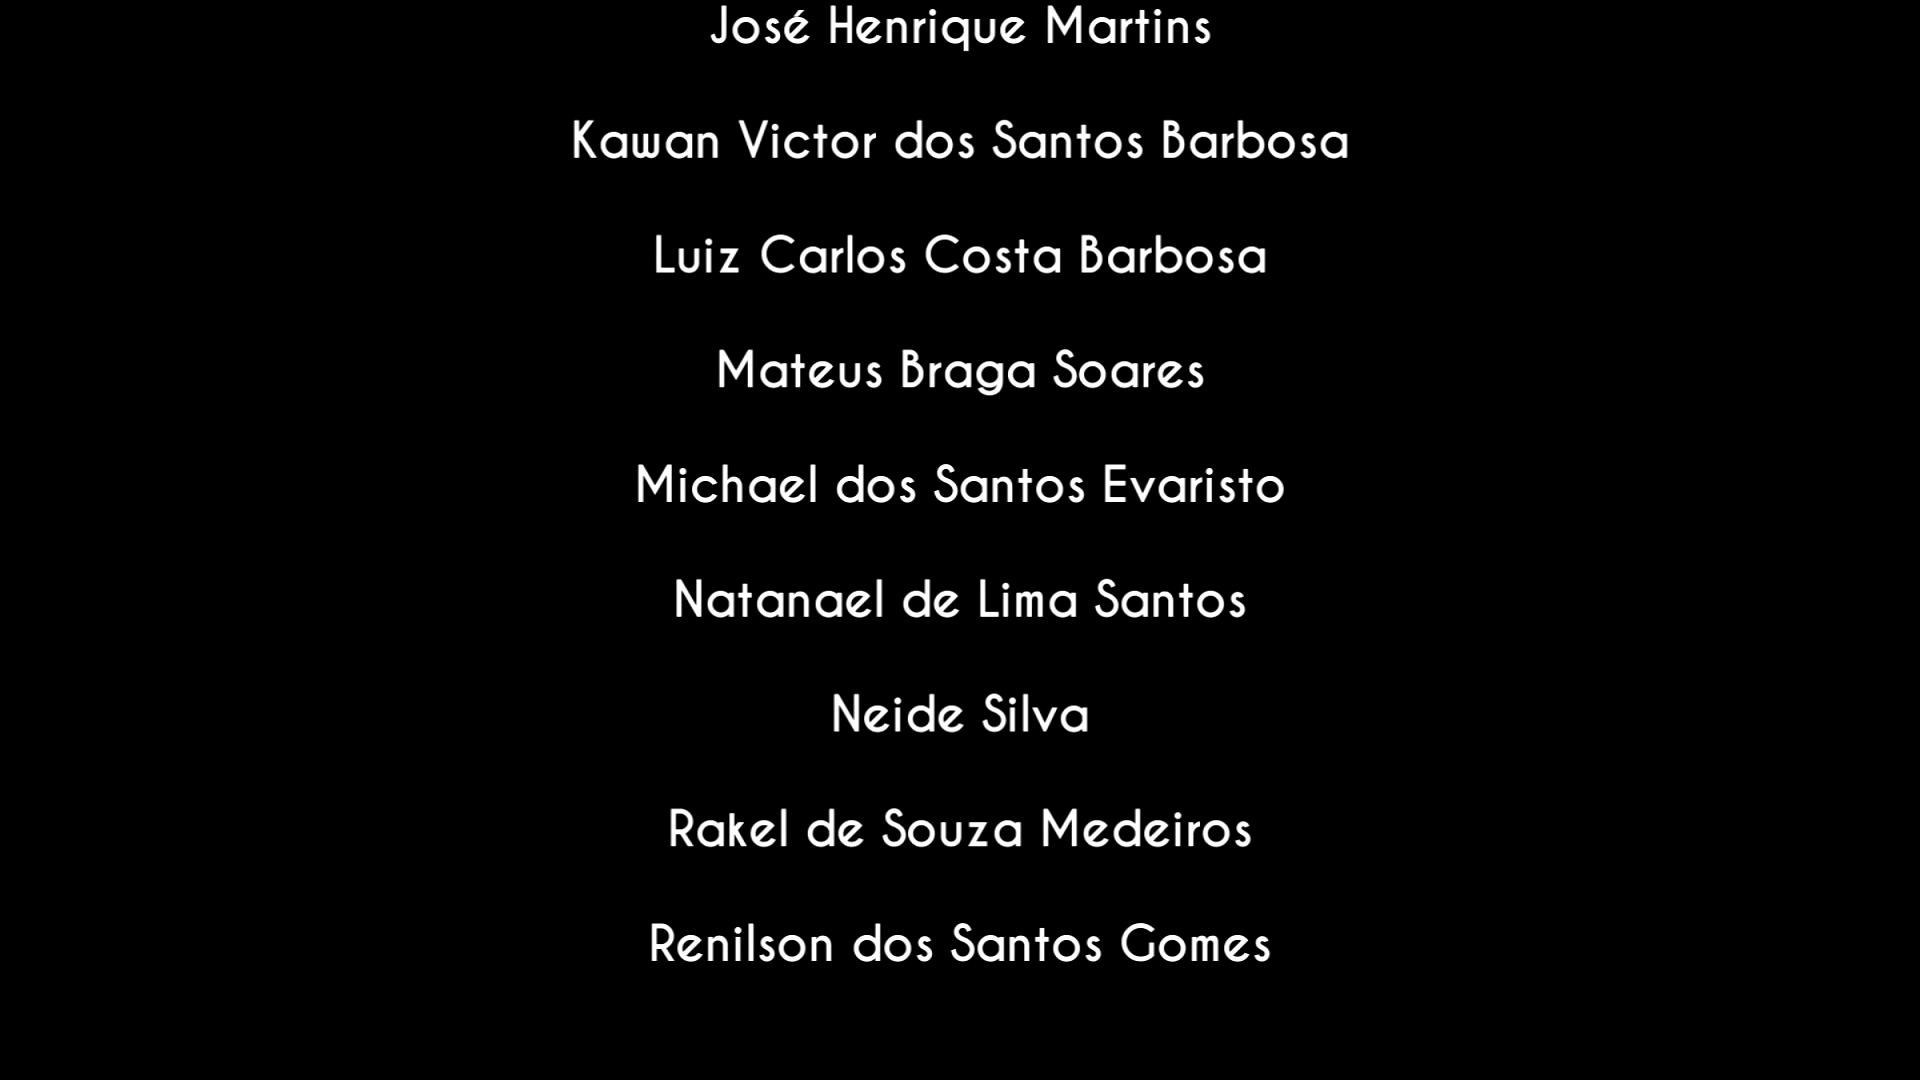 José Henrique Martins
Kawan Victor dos Santos Barbosa
Luiz Carlos Costa Barbosa
Mateus Braga Soares
Michael dos Santos Evaristo
Natanael de Lima Santos
Neide Silva
Rakel de Souza Medeiros
Renilson dos Santos Gomes